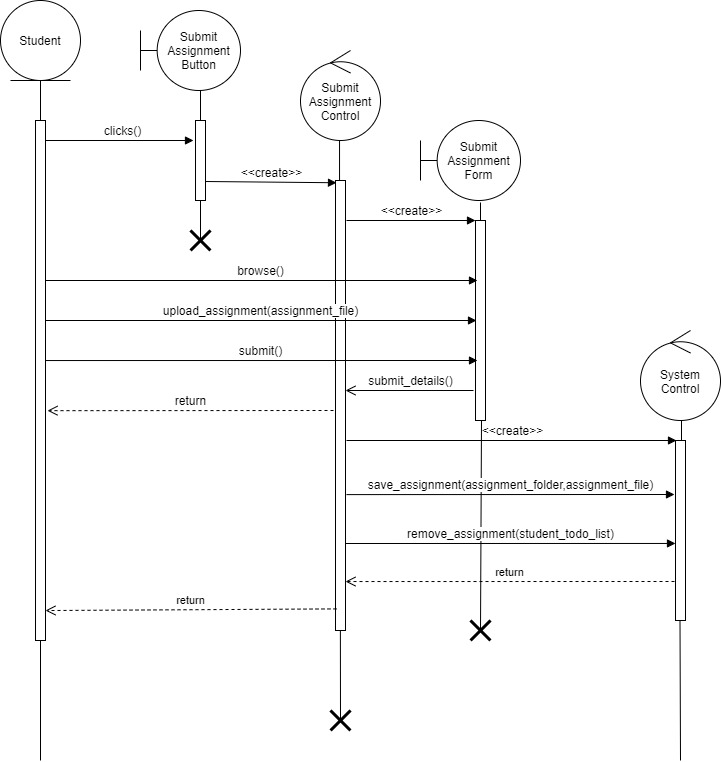 Student
Submit
Assignment
Button
Submit
Assignment
Control
Submit
Assignment
Form
clicks()
<<create>>
<<create>>
browse()
upload_assignment(assignment_file)
submit()
System
Control
submit_details()
return
<<create>>
save_assignment(assignment_folder,assignment_file)
remove_assignment(student_todo_list)
return
return